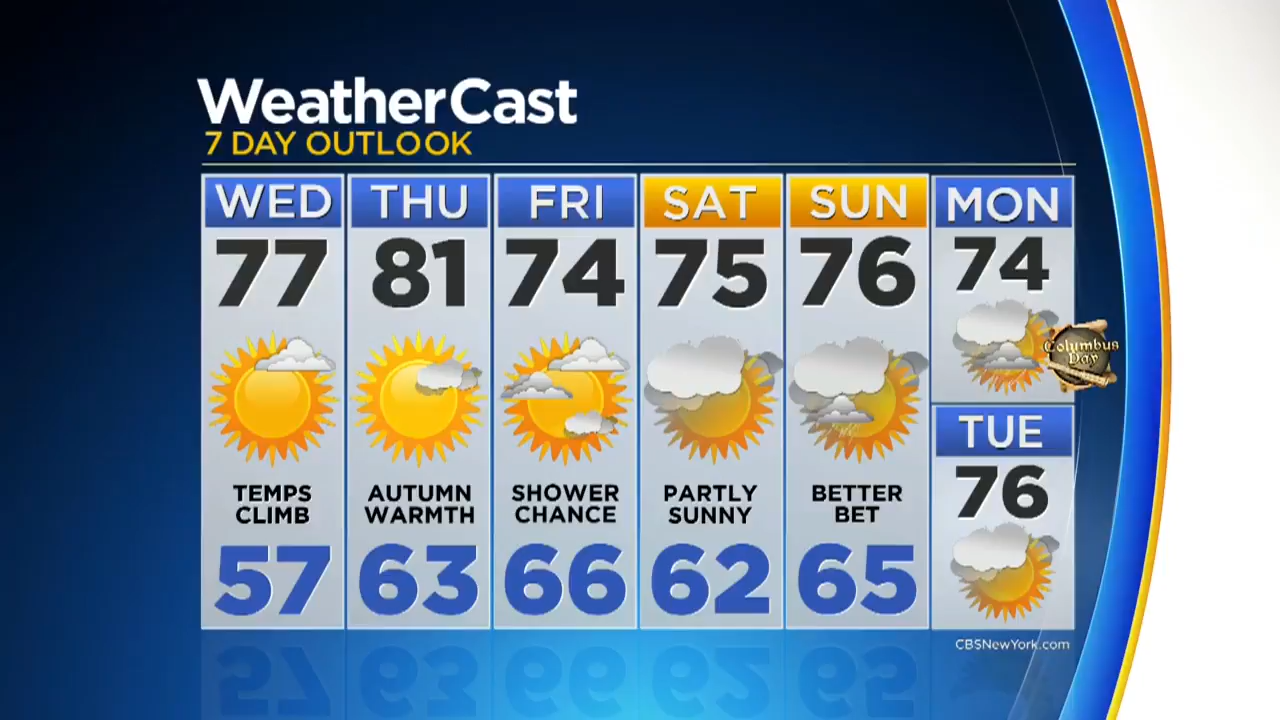 WeatherCast
7 DAY OUTLOOK
WED
77
TEMPS
CLIMB
57
THU
81
AUTUMN
WARMTH
63
FRI
74
SHOWER
CHANCE
66
SAT
75
PARTLY
SUNNY
62
SUN
76
BETTER
BET
65
MON
74
Columbus
Day
TUE
76
CBSNewYork.com